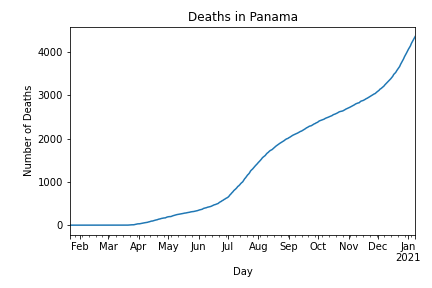 Deaths in Panama
Number of Deaths
4000
3000
2000
1000
0
Feb Mar Apr May Jun Jul Aug Sep Oct Nov Dec Jan
2021
Day